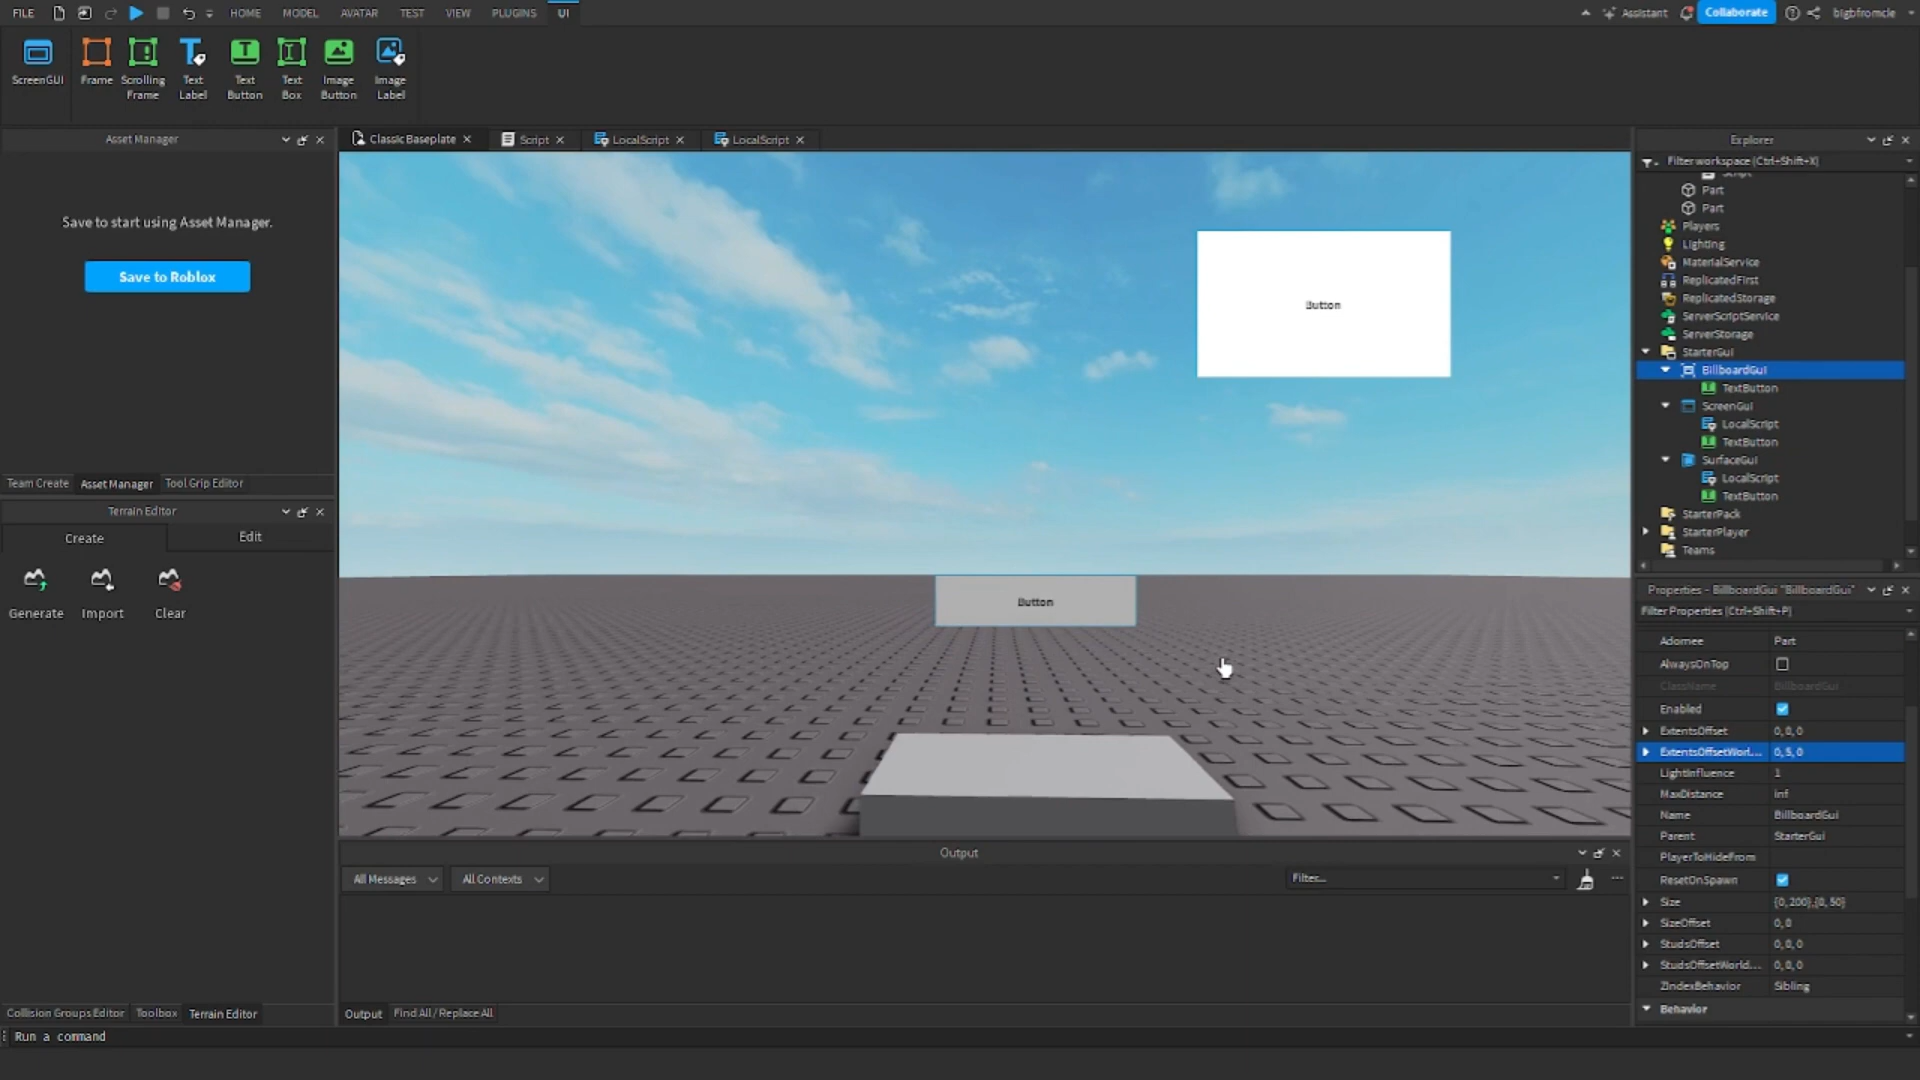 FILE HOME MODEL AVATAR TEST VIEW PLUGINS UI Assistant Collaborate bigbfromcle
ScreenGUI
Frame
Scrolling Frame
Text Label
Text Button
Text Box
Image Button
Image Label
Asset Manager
Classic Baseplate
Script
LocalScript
LocalScript
Save to start using Asset Manager.
Save to Roblox
Team Create Asset Manager Tool Grip Editor
Terrain Editor
Create Edit
Generate Import Clear
Collision Groups Editor Toolbox Terrain Editor
Button
Button
Output
All Messages All Contexts Filter...
Output Find All / Replace All
Run a command
Explorer
Filter workspace (Ctrl+Shift+X)
Script
Part
Part
Players
Lighting
MaterialService
ReplicatedFirst
ReplicatedStorage
ServerScriptService
ServerStorage
StarterGui
BillboardGui
TextButton
ScreenGui
LocalScript
TextButton
SurfaceGui
LocalScript
TextButton
StarterPack
StarterPlayer
Teams
Properties - BillboardGui "BillboardGui"
Filter Properties (Ctrl+Shift+P)
Adornee Part
AlwaysOnTop
ClassName BillboardGui
Enabled
ExtentsOffset 0, 0, 0
ExtentsOffsetWorl... 0, 5, 0
LightInfluence 1
MaxDistance inf
Name BillboardGui
Parent StarterGui
PlayerToHideFrom
ResetOnSpawn
Size {0, 200},{0, 50}
SizeOffset 0, 0
StudsOffset 0, 0, 0
StudsOffsetWorld... 0, 0, 0
ZIndexBehavior Sibling
Behavior